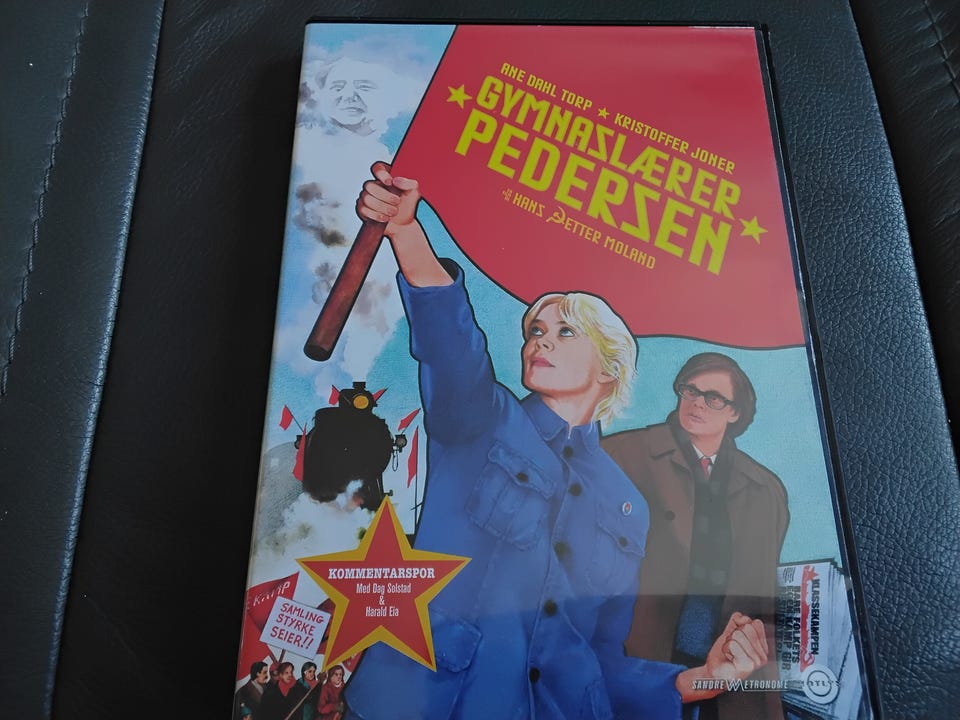 ANE DAHL TORP ★ KRISTOFFER JONER
GYMNASLÆRER
PEDERSEN
HANS PETTER MOLAND
KOMMENTARSPOR
Med Dag Solstad
&
Harald Eia
KAMP
SAMLING
STYRKE
SEIER!!
KLASSEKAMPEN
SANDREW METRONOME